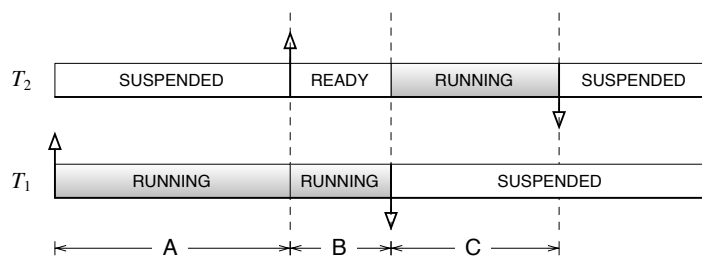 T2 SUSPENDED READY RUNNING SUSPENDED
T1 RUNNING RUNNING SUSPENDED
A B C